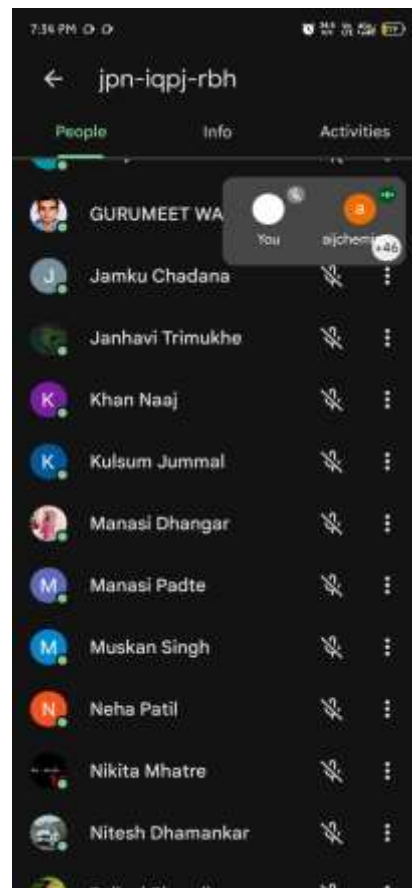 7:34 PM
jpn-iqpj-rbh
People Info Activities
GURUMEET WA
a
You
+46
J Jamku Chadana
Janhavi Trimukhe
K Khan Naaj
K Kulsum Jummal
Manasi Dhangar
M Manasi Padte
M Muskan Singh
N Neha Patil
Nikita Mhatre
Nitesh Dhamankar